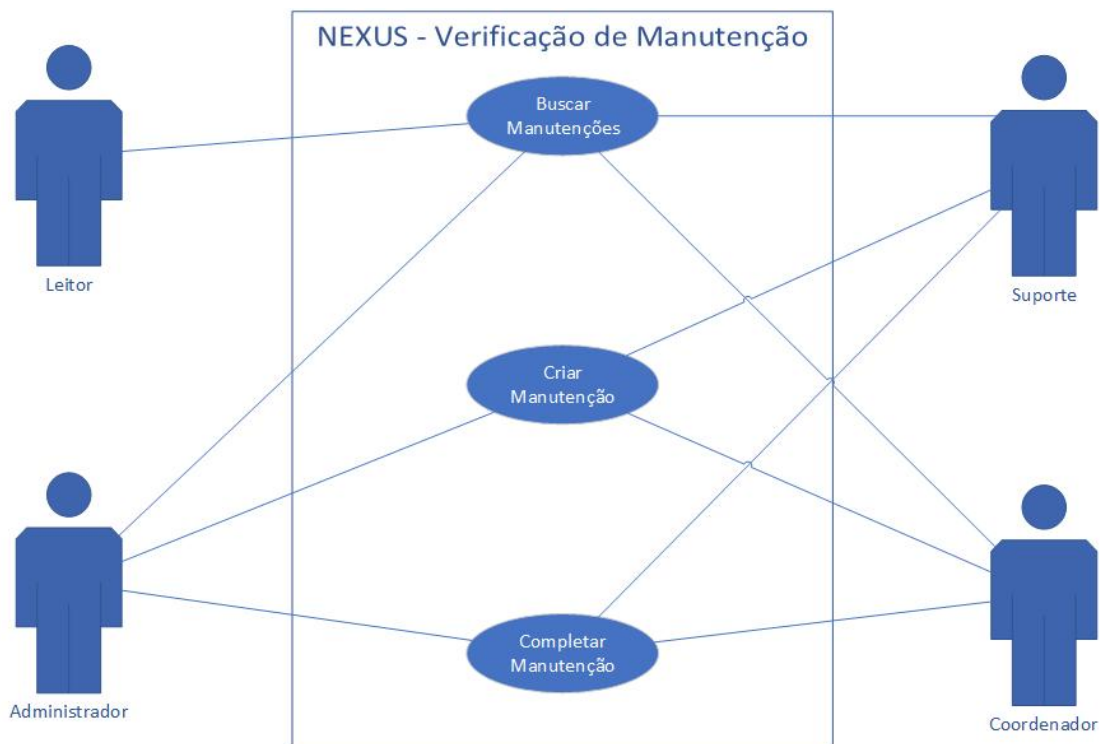 NEXUS - Verificação de Manutenção
Buscar
Manutenções
Leitor
Suporte
Criar
Manutenção
Completar
Manutenção
Administrador
Coordenador